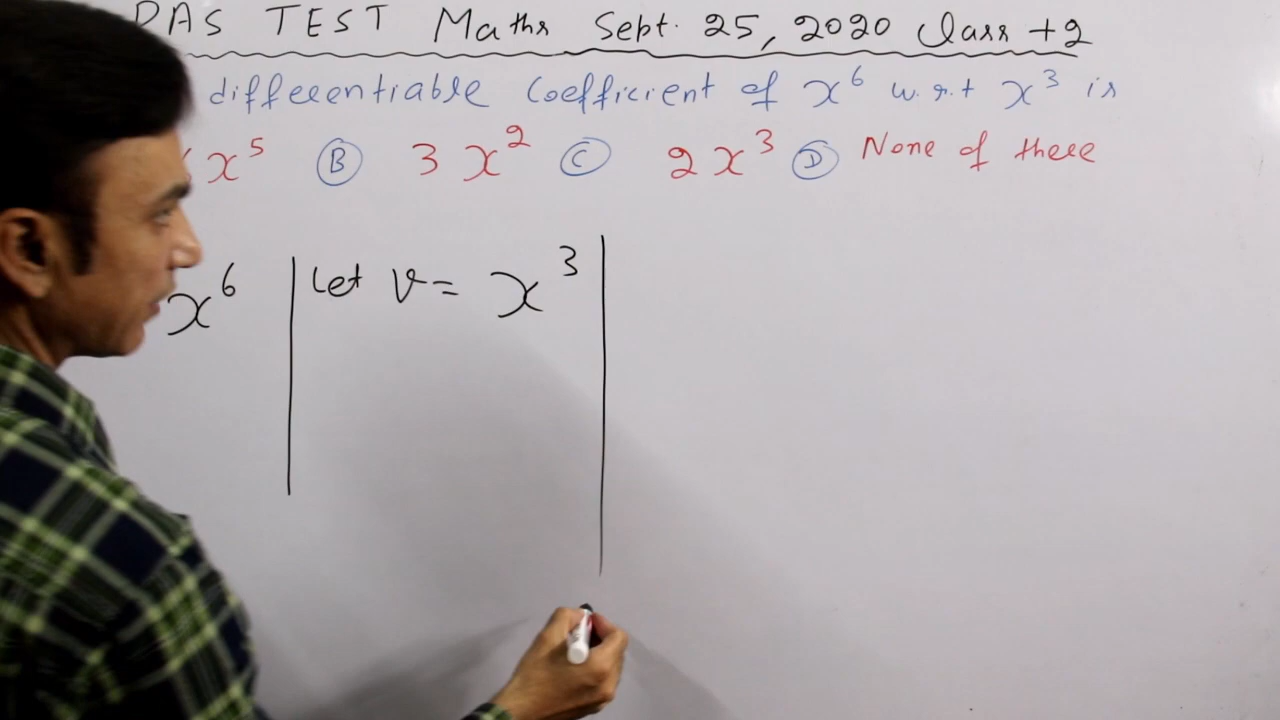 PAS TEST Maths Sept. 25, 2020 Class +2
differentiable Coefficient of x⁶ w.r.t x³ is
x⁵ Ⓑ 3x² Ⓒ 2x³ Ⓓ None of these
x⁶ | Let v = x³ |